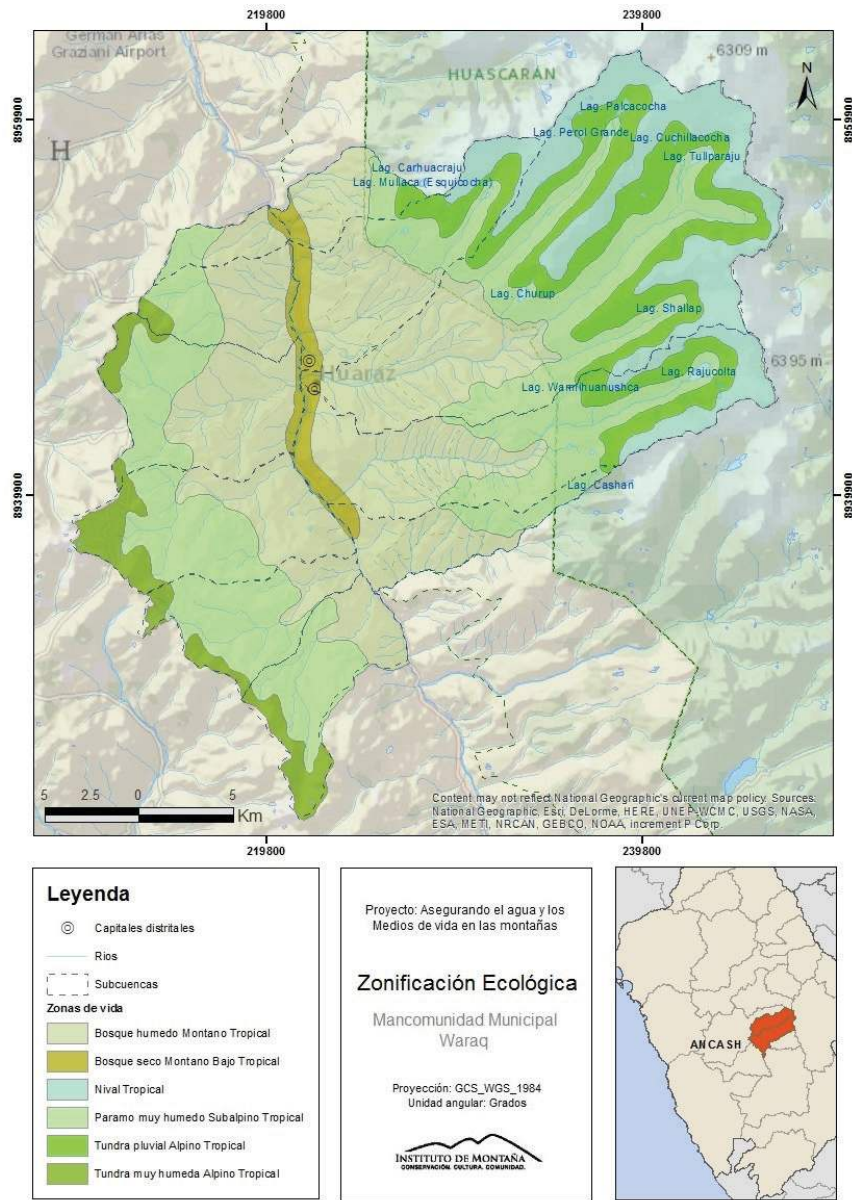 219800
239800
German Arias
Graziani Airport
6309 m
HUASCARÁN
N
8959900
8959900
H
Lag. Palcacocha
Lag. Perol Grande
Lag. Cuchillacocha
Lag. Tullparaju
Lag. Carhuacraju
Lag. Mullaca (Esquicocha)
Lag. Churup
Lag. Shallap
6395 m
Huaraz
Lag. Rajucolta
Lag. Wamihuanushca
Lag. Cashan
8939900
8939900
5 2.5 0 5
Km
Content may not reflect National Geographic's current map policy. Sources:
National Geographic, Esri, DeLorme, HERE, UNEP-WCMC, USGS, NASA,
ESA, METI, NRCAN, GEBCO, NOAA, increment P Corp.
219800
239800
Leyenda
Capitales distritales
Rios
Subcuencas
Zonas de vida
Bosque humedo Montano Tropical
Bosque seco Montano Bajo Tropical
Nival Tropical
Paramo muy humedo Subalpino Tropical
Tundra pluvial Alpino Tropical
Tundra muy humeda Alpino Tropical
Proyecto: Asegurando el agua y los
Medios de vida en las montañas
Zonificación Ecológica
Mancomunidad Municipal
Waraq
Proyección: GCS_WGS_1984
Unidad angular: Grados
INSTITUTO DE MONTAÑA
CONSERVACIÓN. CULTURA. COMUNIDAD.
ANCASH